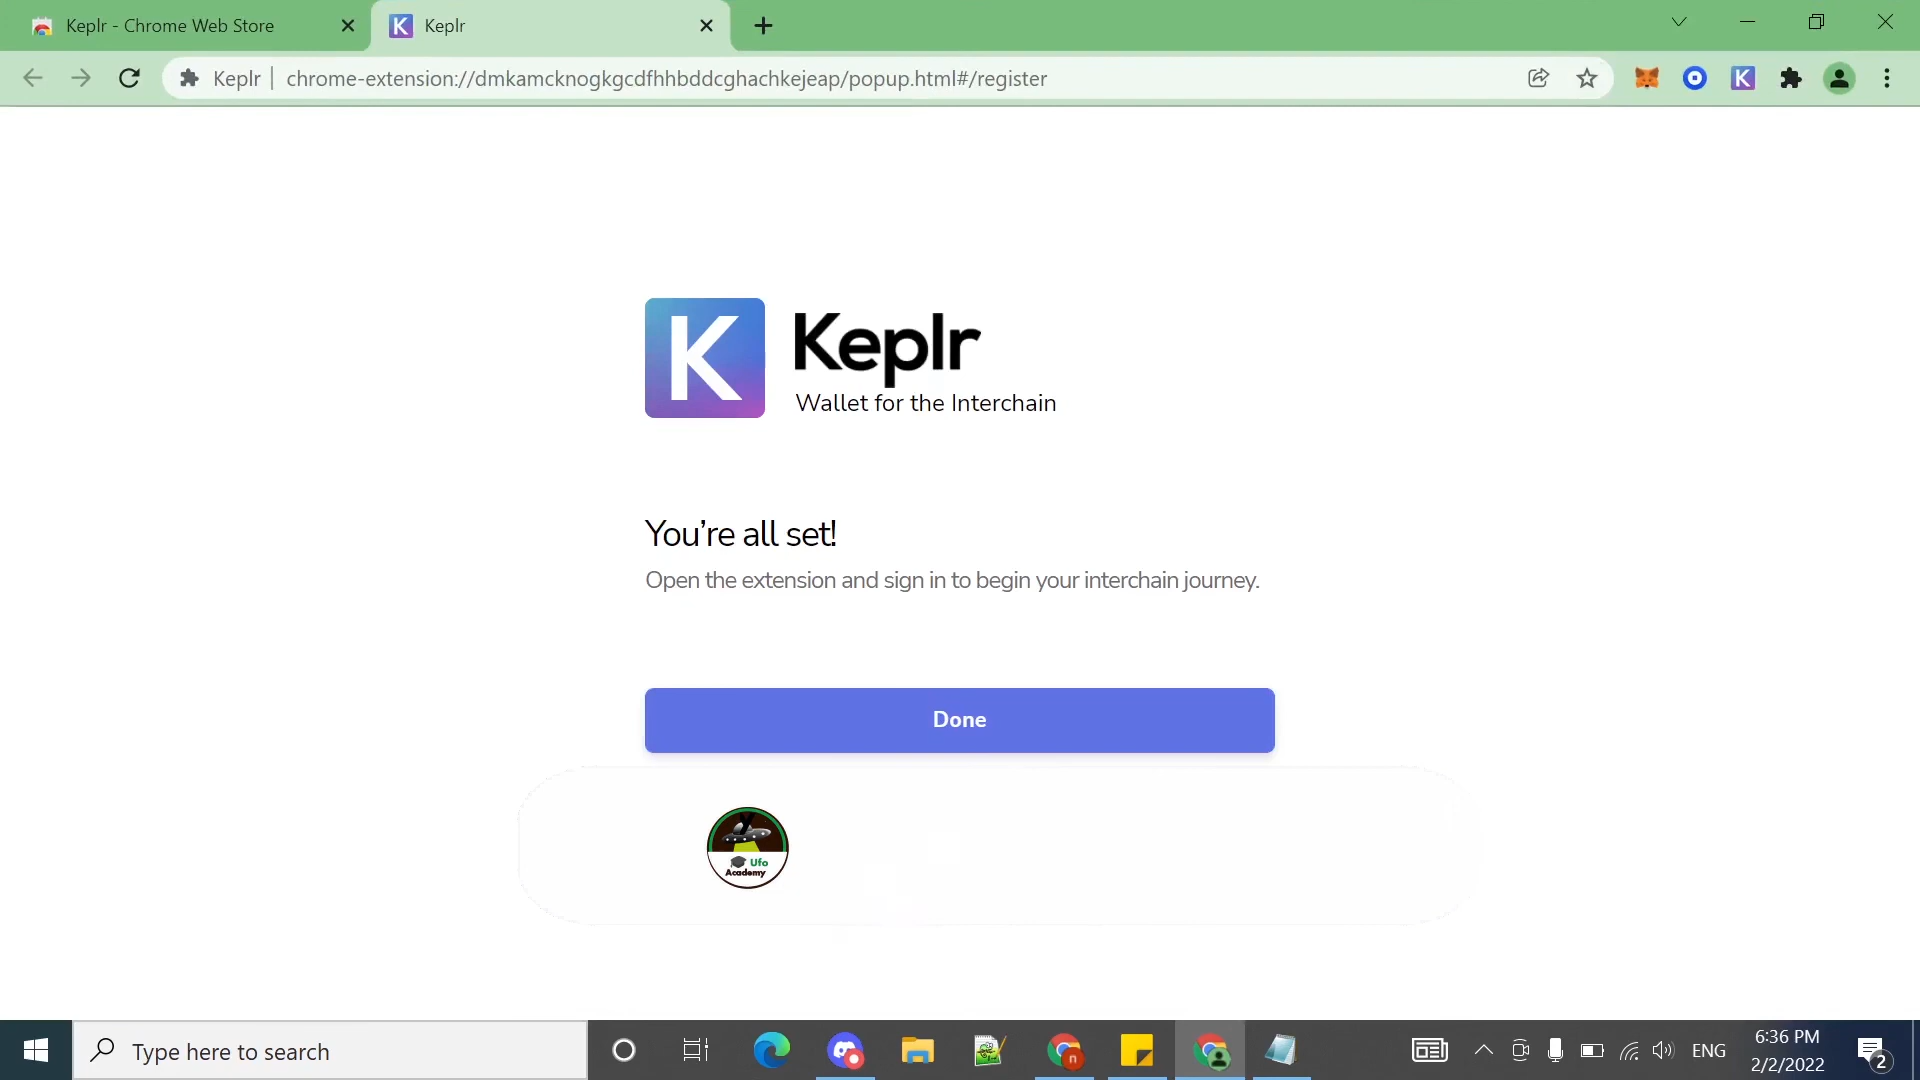 Keplr - Chrome Web Store
Keplr
Keplr
chrome-extension://dmkamcknogkgcdfhhbddcghachkejeap/popup.html#/register
K
K
K
Keplr
Wallet for the Interchain
You're all set!
Open the extension and sign in to begin your interchain journey.
Done
Ufo
Academy
Type here to search
n
ENG
6:36 PM
2/2/2022
2